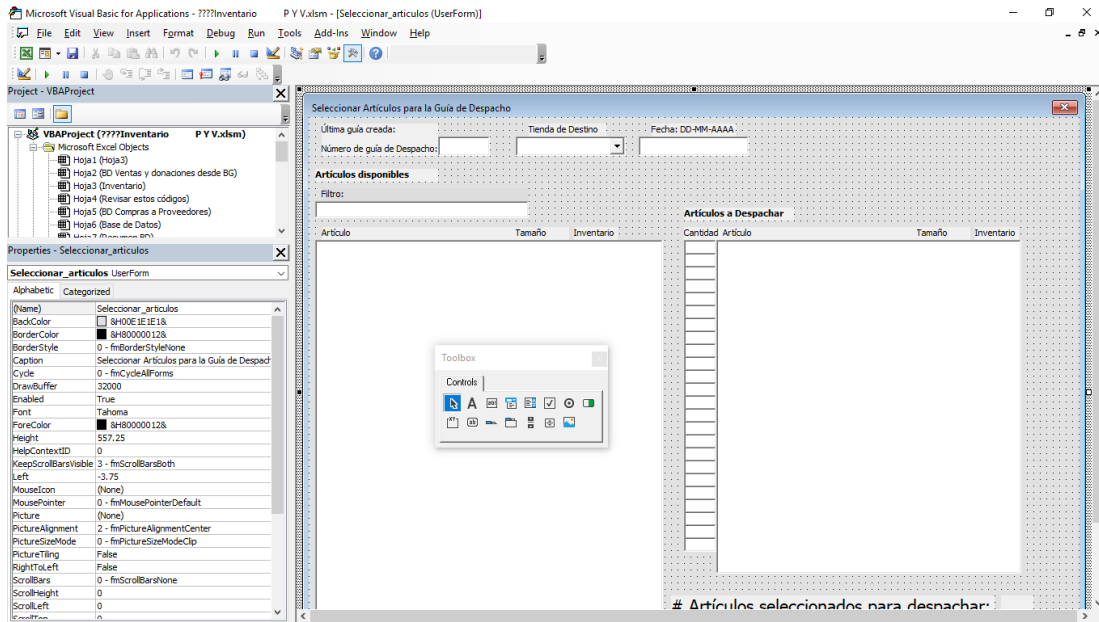 Microsoft Visual Basic for Applications - ????Inventario P Y V.xlsm - [Seleccionar_articulos (UserForm)]
File Edit View Insert Format Debug Run Tools Add-Ins Window Help
Project - VBAProject
VBAProject (????Inventario P Y V.xlsm)
Microsoft Excel Objects
Hoja1 (Hoja3)
Hoja2 (BD Ventas y donaciones desde BG)
Hoja3 (Inventario)
Hoja4 (Revisar estos códigos)
Hoja5 (BD Compras a Proveedores)
Hoja6 (Base de Datos)
Hoja7 (Resumen BD)
Properties - Seleccionar_articulos
Seleccionar_articulos UserForm
Alphabetic Categorized
(Name) Seleccionar_articulos
BackColor &H00E1E1E1&
BorderColor &H80000012&
BorderStyle 0 - fmBorderStyleNone
Caption Seleccionar Artículos para la Guía de Despach
Cycle 0 - fmCycleAllForms
DrawBuffer 32000
Enabled True
Font Tahoma
ForeColor &H80000012&
Height 557.25
HelpContextID 0
KeepScrollBarsVisible 3 - fmScrollBarsBoth
Left -3.75
MouseIcon (None)
MousePointer 0 - fmMousePointerDefault
Picture (None)
PictureAlignment 2 - fmPictureAlignmentCenter
PictureSizeMode 0 - fmPictureSizeModeClip
PictureTiling False
RightToLeft False
ScrollBars 0 - fmScrollBarsNone
ScrollHeight 0
ScrollLeft 0
ScrollTop 0
Seleccionar Artículos para la Guía de Despacho
Última guía creada: Tienda de Destino Fecha: DD-MM-AAAA
Número de guía de Despacho:
Artículos disponibles
Filtro:
Artículos a Despachar
Artículo Tamaño Inventario
Cantidad Artículo Tamaño Inventario
Toolbox
Controls
# Artículos seleccionados para despachar: